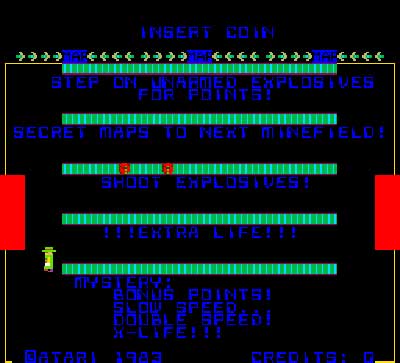 INSERT COIN
STEP ON UNARMED EXPLOSIVES
FOR POINTS!
SECRET MAPS TO NEXT MINEFIELD!
SHOOT EXPLOSIVES!
!!!EXTRA LIFE!!!
MYSTERY:
BONUS POINTS!
SLOW SPEED..
DOUBLE SPEED!
X-LIFE!!!
©ATARI 1983 CREDITS: 0